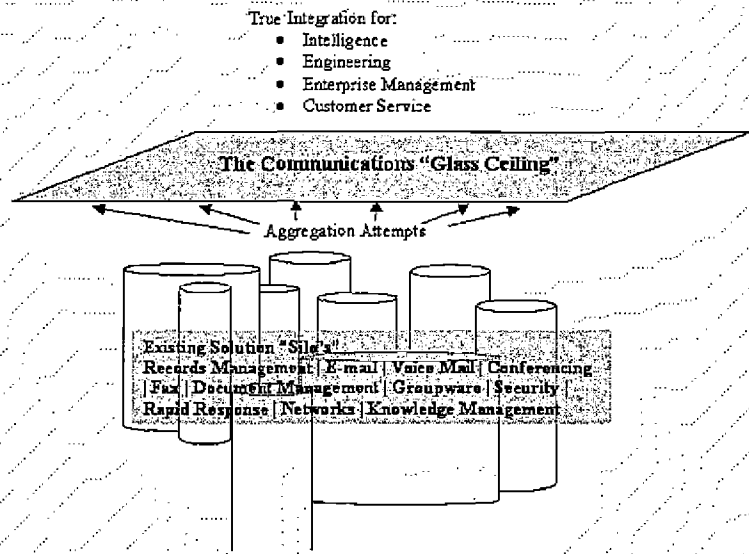 True Integration for:
• Intelligence
• Engineering
• Enterprise Management
• Customer Service
The Communications "Glass Ceiling"
Aggregation Attempts
Existing Solution "Silo's"
Records Management | E-mail | Voice Mail | Conferencing
| Fax | Document Management | Groupware | Security |
Rapid Response | Networks | Knowledge Management